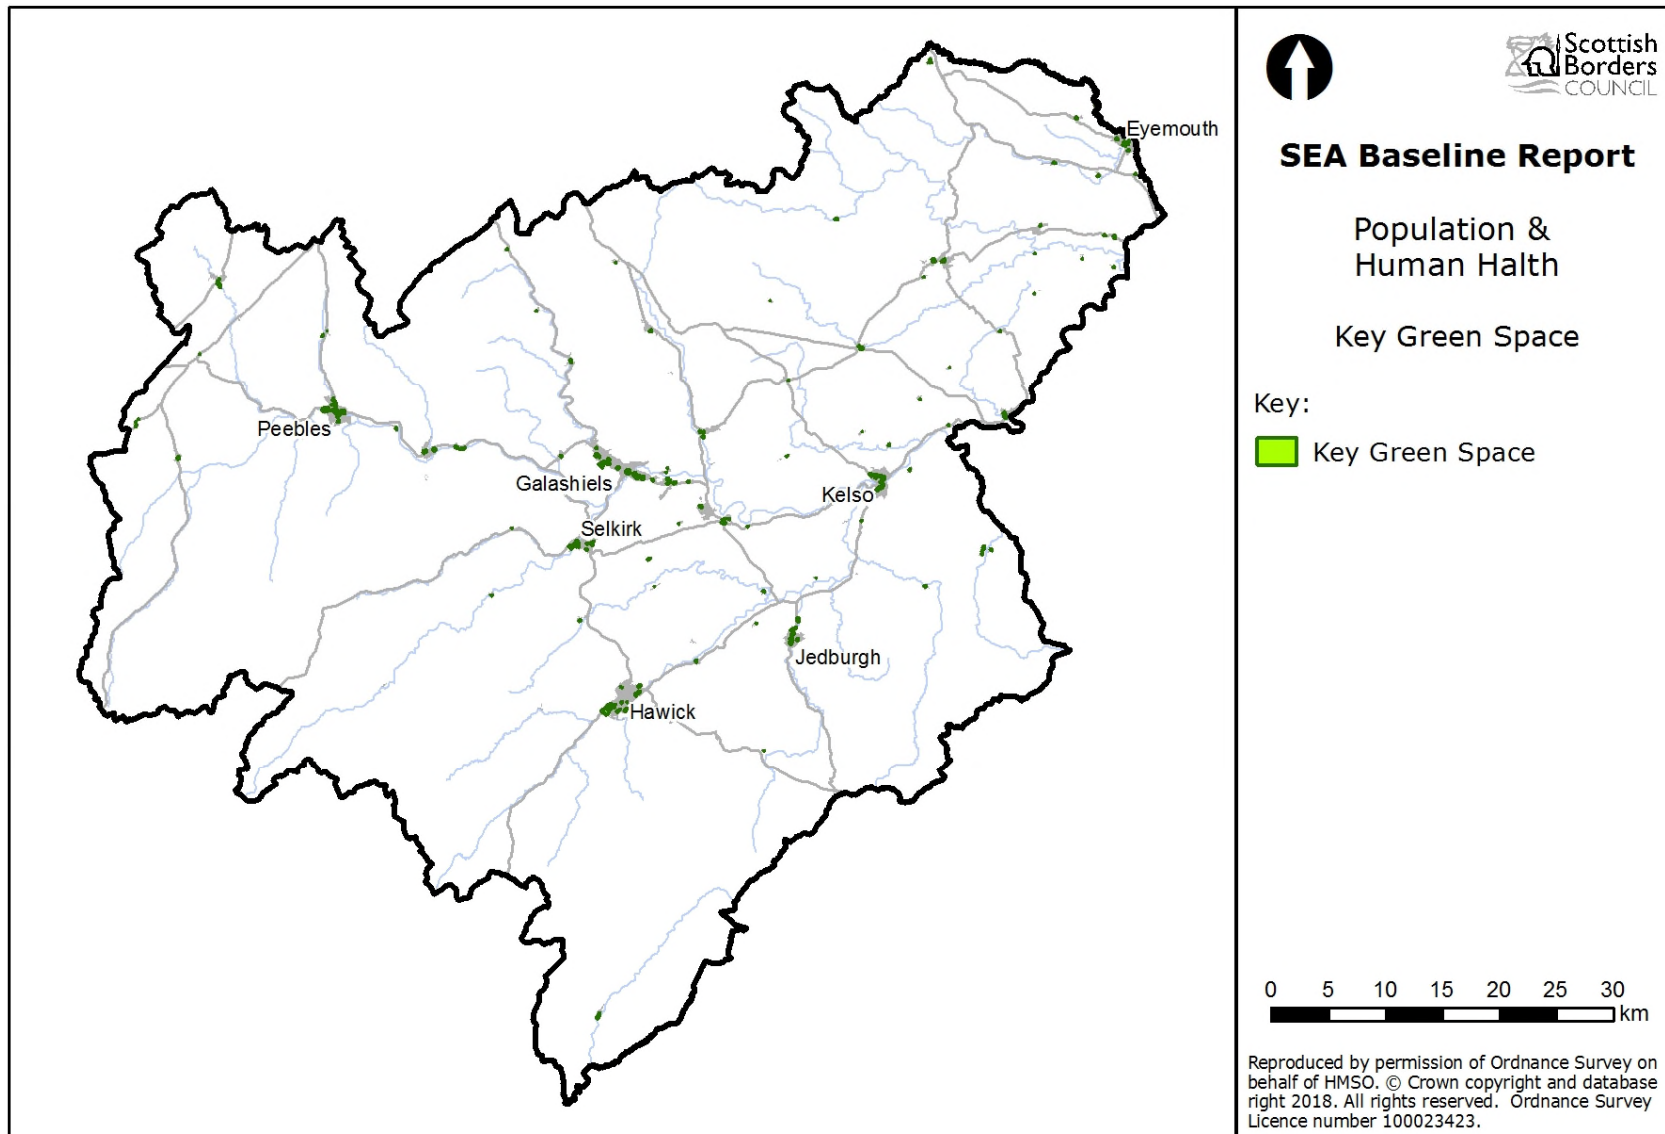 Scottish
Borders
COUNCIL
SEA Baseline Report
Population &
Human Halth
Key Green Space
Key:
Key Green Space
Eyemouth
Peebles
Galashiels
Kelso
Selkirk
Jedburgh
Hawick
0 5 10 15 20 25 30
km
Reproduced by permission of Ordnance Survey on
behalf of HMSO. © Crown copyright and database
right 2018. All rights reserved. Ordnance Survey
Licence number 100023423.